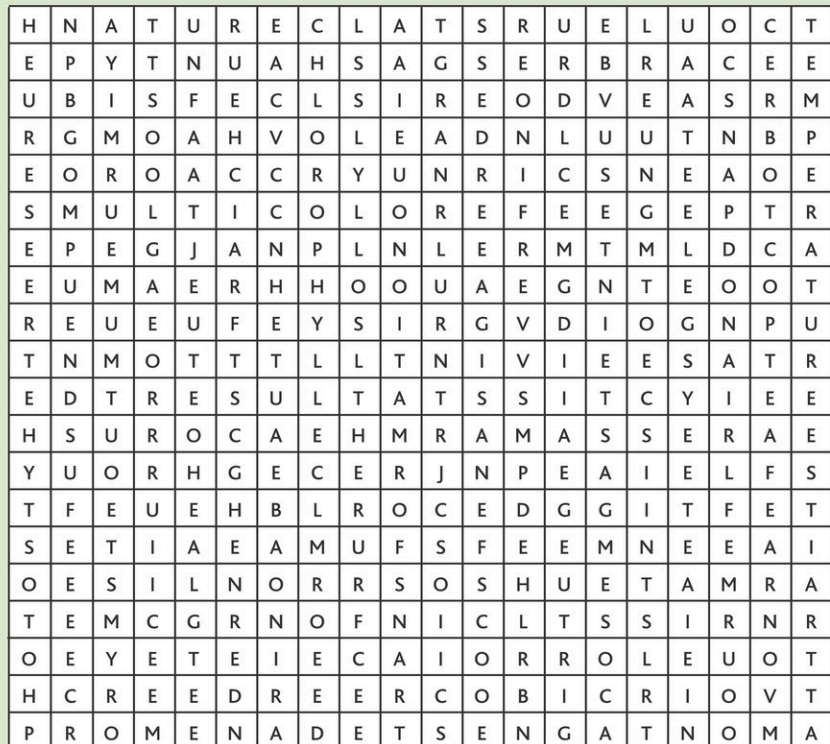 H N A T U R E C L A T S R U E L U O C T
E P Y T N U A H S A G S E R B R A C E E
U B I S F E C L S I R E O D V E A S R M
R G M O A H V O L E A D N L U U T N B P
E O R O A C C R Y U N R I C S N E A O E
S M U L T I C O L O R E F E E G E P T R
E P E G J A N P L N L E R M T M L D C A
E U M A E R H H O O U A E G N T E O O T
R E U E U F E Y S I R G V D I O G N P U
T N M O T T T L L T N I V I E E S A T R
E D T R E S U L T A T S S I T C Y I E E
H S U R O C A E H M R A M A S S E R A E
Y U O R H G E C E R J N P E A I E L F S
T F E U E H B L R O C E D G G I T F E T
S E T I A E A M U F S F E E M N E E A I
O E S I L N O R R S O S H U E T A M R A
T E M C G R N O F N I C L T S S I R N R
O E Y E T E I E C A I O R R O L E U O T
H C R E E D R E E R C O B I C R I O V T
P R O M E N A D E T S E N G A T N O M A